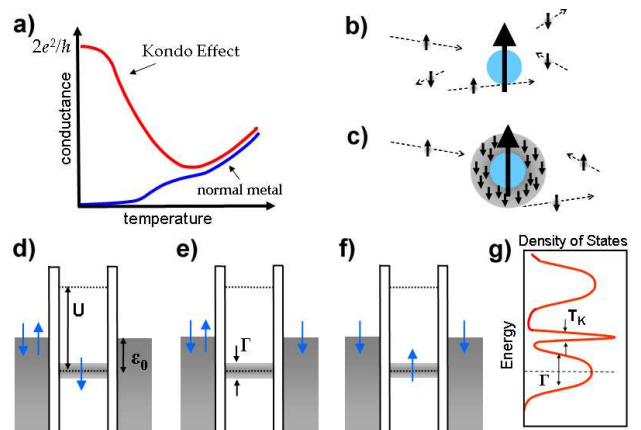 a)
2e²/h
Kondo Effect
conductance
normal metal
temperature
b)
c)
d)
U
ε₀
e)
Γ
f)
g)
Density of States
Energy
T_K
Γ